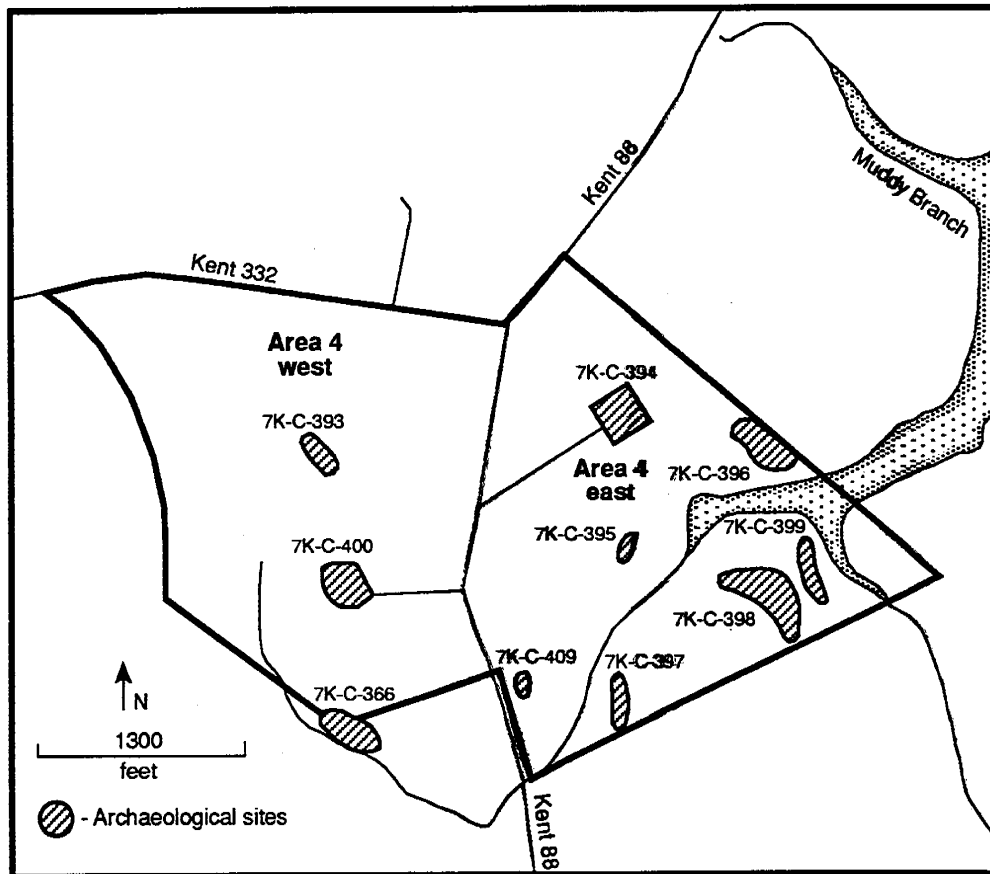 Kent 88
Muddy Branch
Kent 332
Area 4
west
7K-C-394
7K-C-393
Area 4
east
7K-C-396
7K-C-399
7K-C-395
7K-C-400
7K-C-398
7K-C-409
7K-C-397
7K-C-366
N
1300
feet
Kent 88
- Archaeological sites